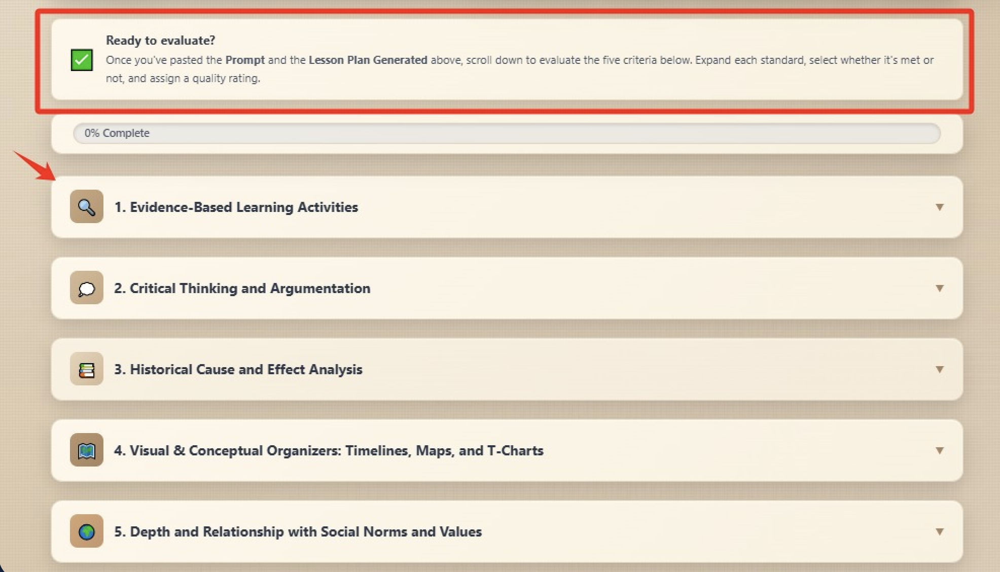 Ready to evaluate?
Once you've pasted the Prompt and the Lesson Plan Generated above, scroll down to evaluate the five criteria below. Expand each standard, select whether it's met or
not, and assign a quality rating.
0% Complete
1. Evidence-Based Learning Activities
2. Critical Thinking and Argumentation
3. Historical Cause and Effect Analysis
4. Visual & Conceptual Organizers: Timelines, Maps, and T-Charts
5. Depth and Relationship with Social Norms and Values